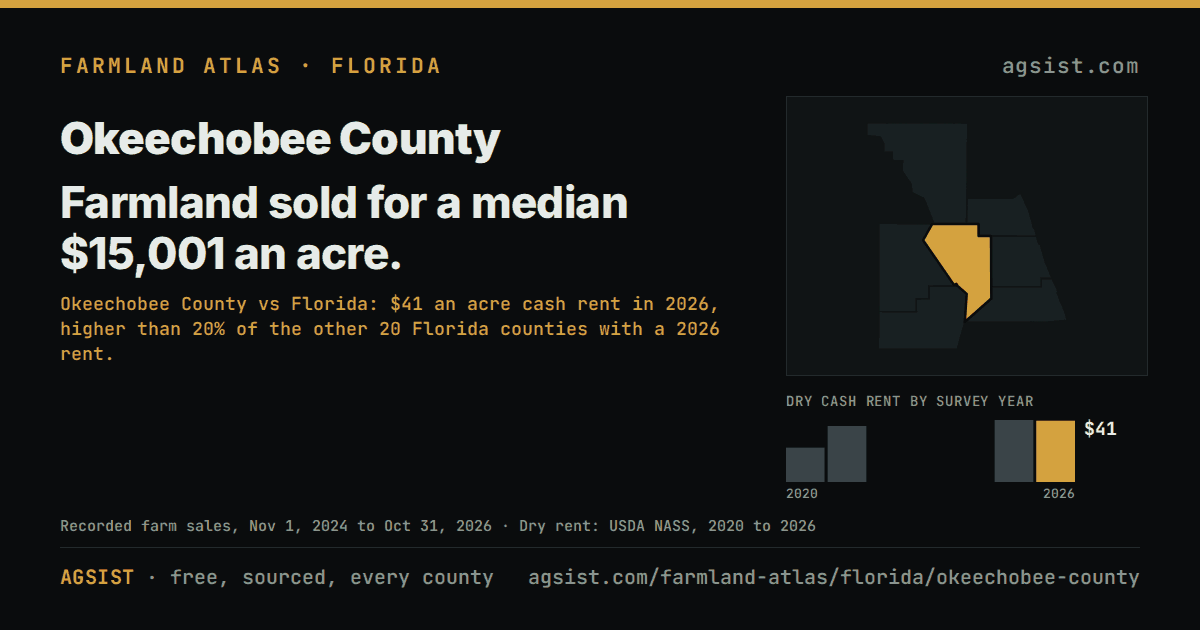 FARMLAND ATLAS · FLORIDA
agsist.com
Okeechobee County
Farmland sold for a median
$15,001 an acre.
Okeechobee County vs Florida: $41 an acre cash rent in 2026,
higher than 20% of the other 20 Florida counties with a 2026
rent.
DRY CASH RENT BY SURVEY YEAR
$41
2020
2026
Recorded farm sales, Nov 1, 2024 to Oct 31, 2026 · Dry rent: USDA NASS, 2020 to 2026
AGSIST · free, sourced, every county
agsist.com/farmland-atlas/florida/okeechobee-county